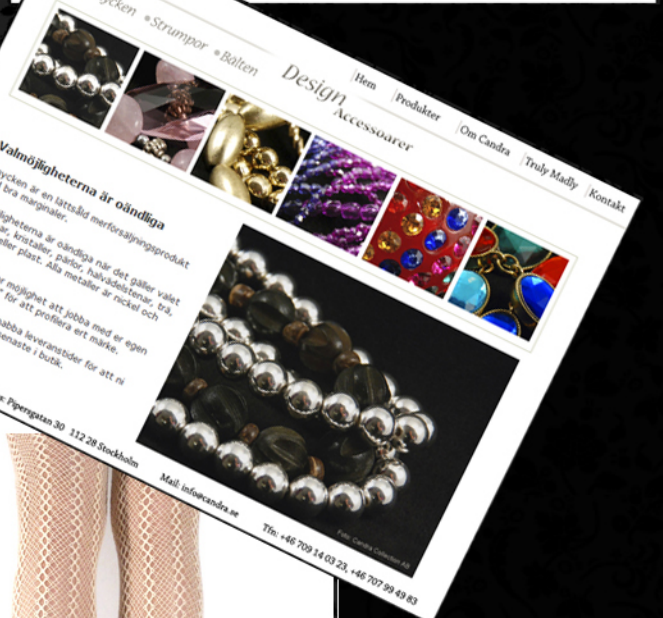 •Strumpor •Bälten
Design
Accessoarer
Hem
Produkter
Om Candra
Truly Madly
Kontakt
Valmöjligheterna är oändliga
är en lättsåld merförsäljningsprodukt
bra marginaler.
är oändliga när det gäller valet
kristaller, pärlor, halvädelstenar, trä,
eller plast. Alla metaller är nickel och
möjlighet att jobba med er egen
för att profilera ert märke.
leveranstider för att ni
i butik.
Pipersgatan 30 112 28 Stockholm
Mail: info@candra.se
Tfn: +46 709 14 03 23, +46 707 99 49 83
Foto: Candra Collection AB